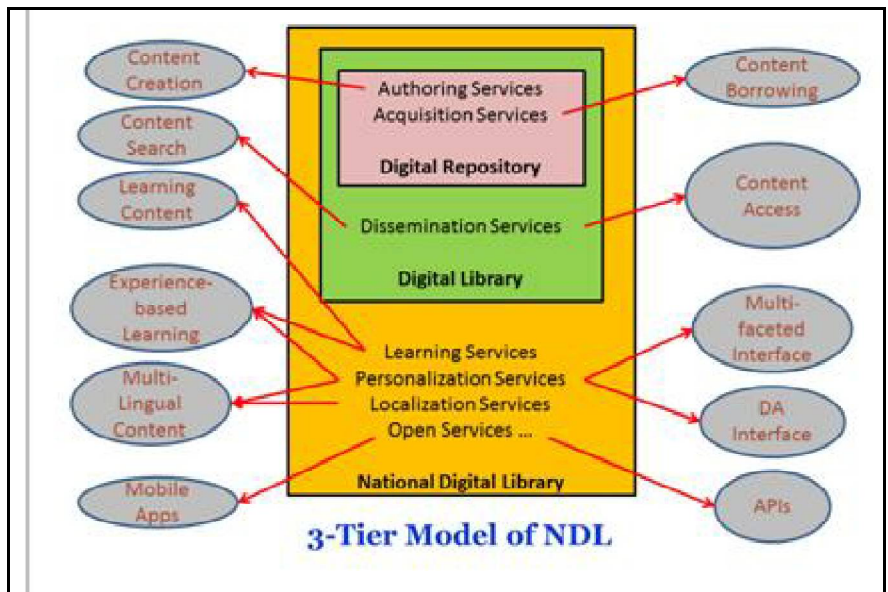 Content
Creation
Content
Search
Learning
Content
Experience-
based
Learning
Multi-
Lingual
Content
Mobile
Apps
Authoring Services
Acquisition Services
Digital Repository
Dissemination Services
Digital Library
Learning Services
Personalization Services
Localization Services
Open Services ...
National Digital Library
Content
Borrowing
Content
Access
Multi-
faceted
Interface
DA
Interface
APIs
3-Tier Model of NDL